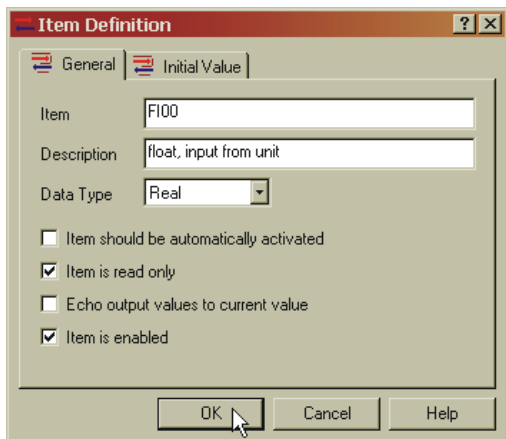 Item Definition
General
Initial Value
Item
FI00
Description
float, input from unit
Data Type
Real
Item should be automatically activated
Item is read only
Echo output values to current value
Item is enabled
OK
Cancel
Help